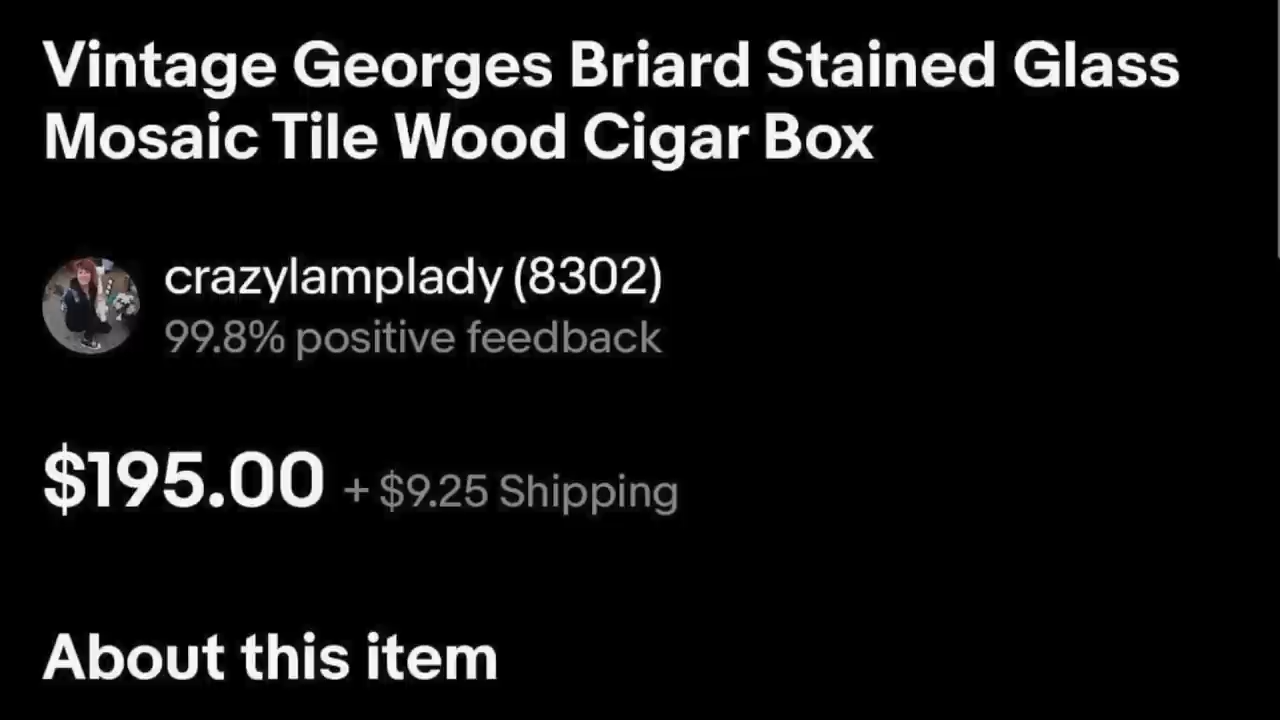 Vintage Georges Briard Stained Glass
Mosaic Tile Wood Cigar Box
crazylamplady (8302)
99.8% positive feedback
$195.00 + $9.25 Shipping
About this item